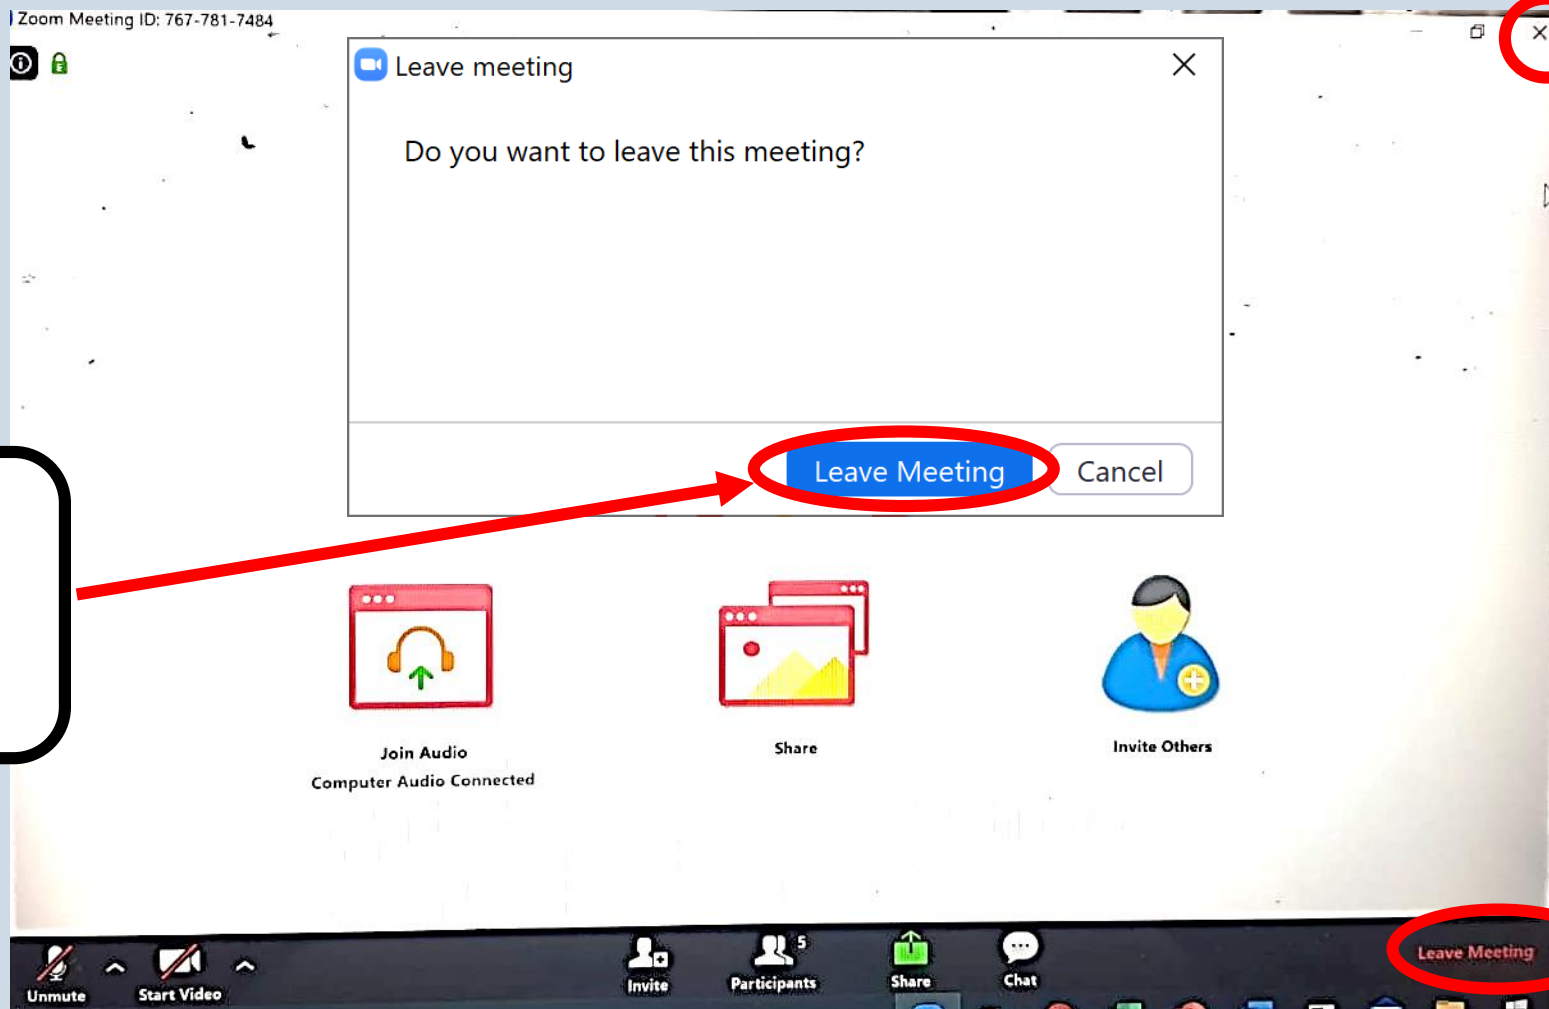 Zoom Meeting ID: 767-781-7484
Leave meeting
Do you want to leave this meeting?
Leave Meeting
Cancel
Join Audio
Computer Audio Connected
Share
Invite Others
Unmute
Start Video
Invite
Participants
5
Share
Chat
Leave Meeting